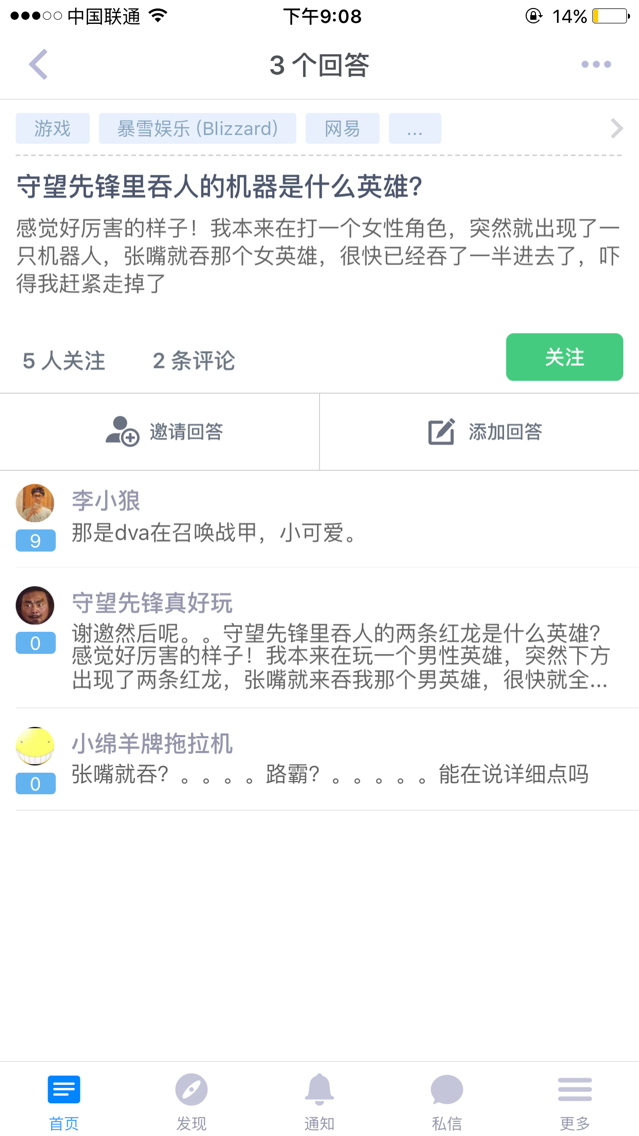 中国联通 下午9:08 14%
3 个回答
游戏 暴雪娱乐 (Blizzard) 网易 ...
守望先锋里吞人的机器是什么英雄?
感觉好厉害的样子！我本来在打一个女性角色，突然就出现了一
只机器人，张嘴就吞那个女英雄，很快已经吞了一半进去了，吓
得我赶紧走掉了
5 人关注 2 条评论 关注
邀请回答 添加回答
李小狼
9 那是dva在召唤战甲，小可爱。
守望先锋真好玩
0 谢邀然后呢。。守望先锋里吞人的两条红龙是什么英雄？
感觉好厉害的样子！我本来在玩一个男性英雄，突然下方
出现了两条红龙，张嘴就来吞我那个男英雄，很快就全...
小绵羊牌拖拉机
0 张嘴就吞？。。。。路霸？。。。。。能在说详细点吗
首页 发现 通知 私信 更多